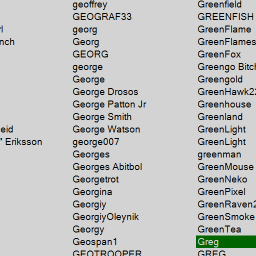 geoffrey
GEOGRAF33
georg
Georg
GEORG
george
George
George Drosos
George Patton Jr
George Smith
George Watson
george007
Georges
Georges Abitbol
Georgetrot
Georgina
Georgiy
GeorgiyOleynik
Georgy
Geospan1
GEOTROOPER
nch
eid
" Eriksson
Greenfield
GREENFISH
GreenFlame
GreenFlames
GreenFox
Greengo Bitch
Greengold
GreenHawk22
Greenhouse
Greenland
GreenLight
GreenLight
greenman
GreenMist
GreenNeko
GreenPixel
GreenRaven2
GreenSmoke
GreenTea
Greg
GREG